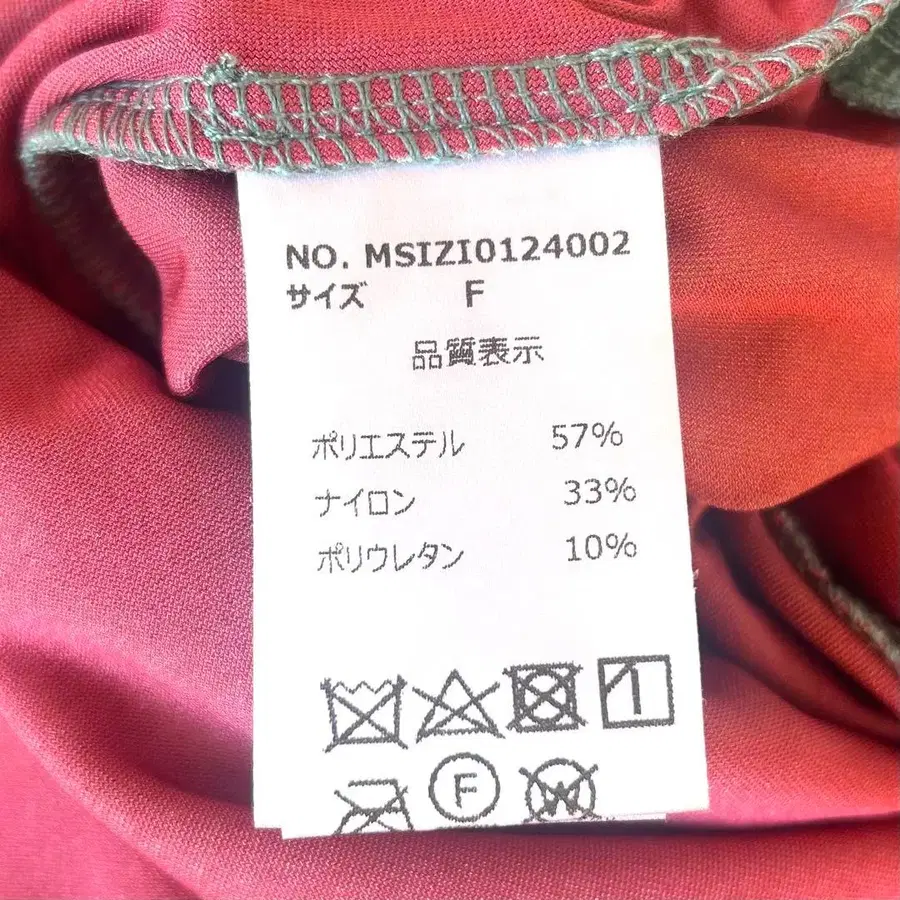 NO. MSIZI0124002
サイズ F
品質表示
ポリエステル 57%
ナイロン 33%
ポリウレタン 10%
F
W